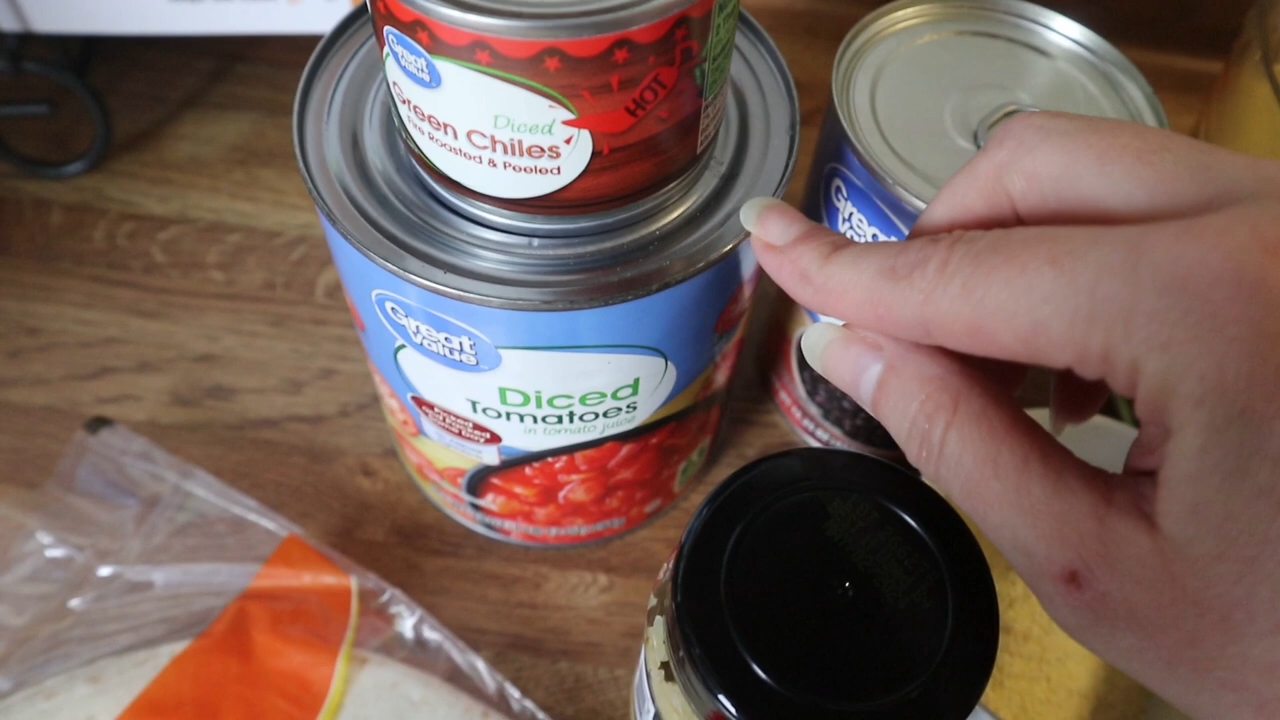 Great
Value
Diced
Green Chiles
Fire Roasted & Peeled
HOT
Great
Value
Diced
Tomatoes
in tomato juice
Great